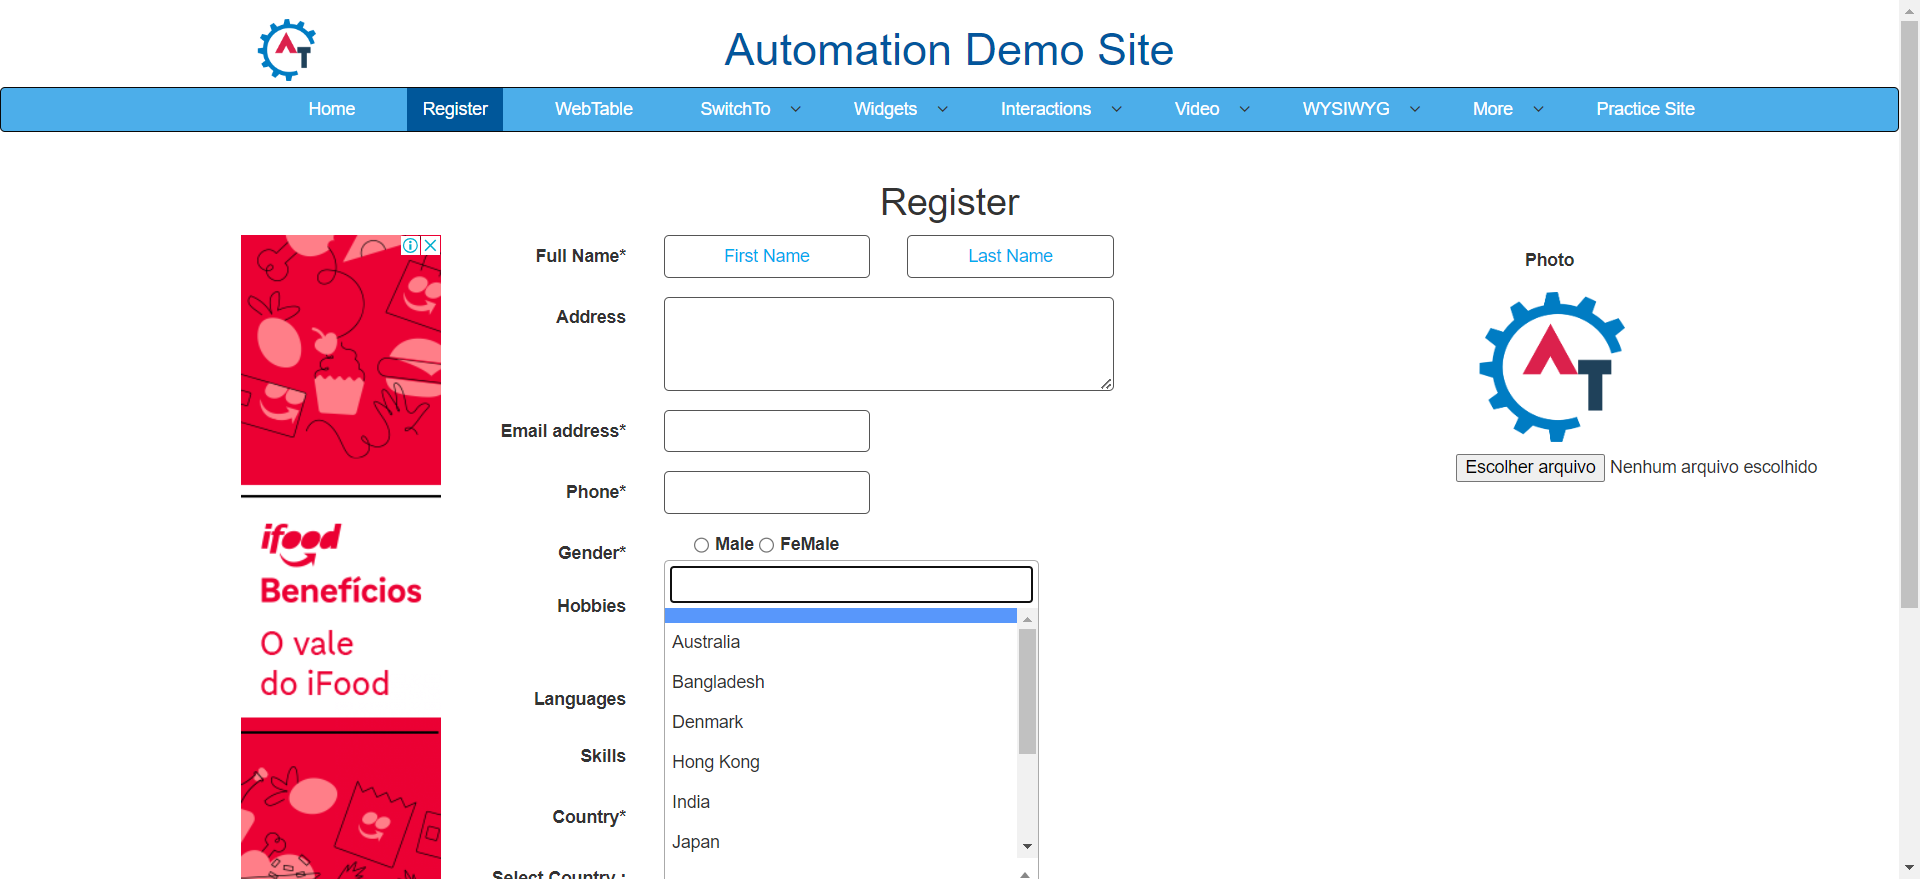 AT
Automation Demo Site
Home Register WebTable SwitchTo Widgets Interactions Video WYSIWYG More Practice Site
Register
Full Name* First Name Last Name
Address
Email address*
Phone*
Gender* Male FeMale
Hobbies
Languages
Skills
Country*
Select Country :
Australia
Bangladesh
Denmark
Hong Kong
India
Japan
Photo
AT
Escolher arquivo Nenhum arquivo escolhido
ifood
Benefícios
O vale
do iFood